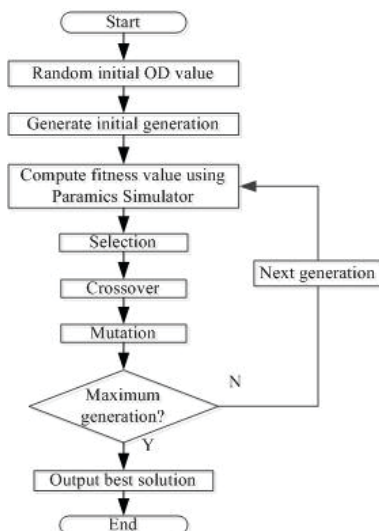 Start
Random initial OD value
Generate initial generation
Compute fitness value using
Paramics Simulator
Selection
Next generation
Crossover
Mutation
N
Maximum
generation?
Y
Output best solution
End